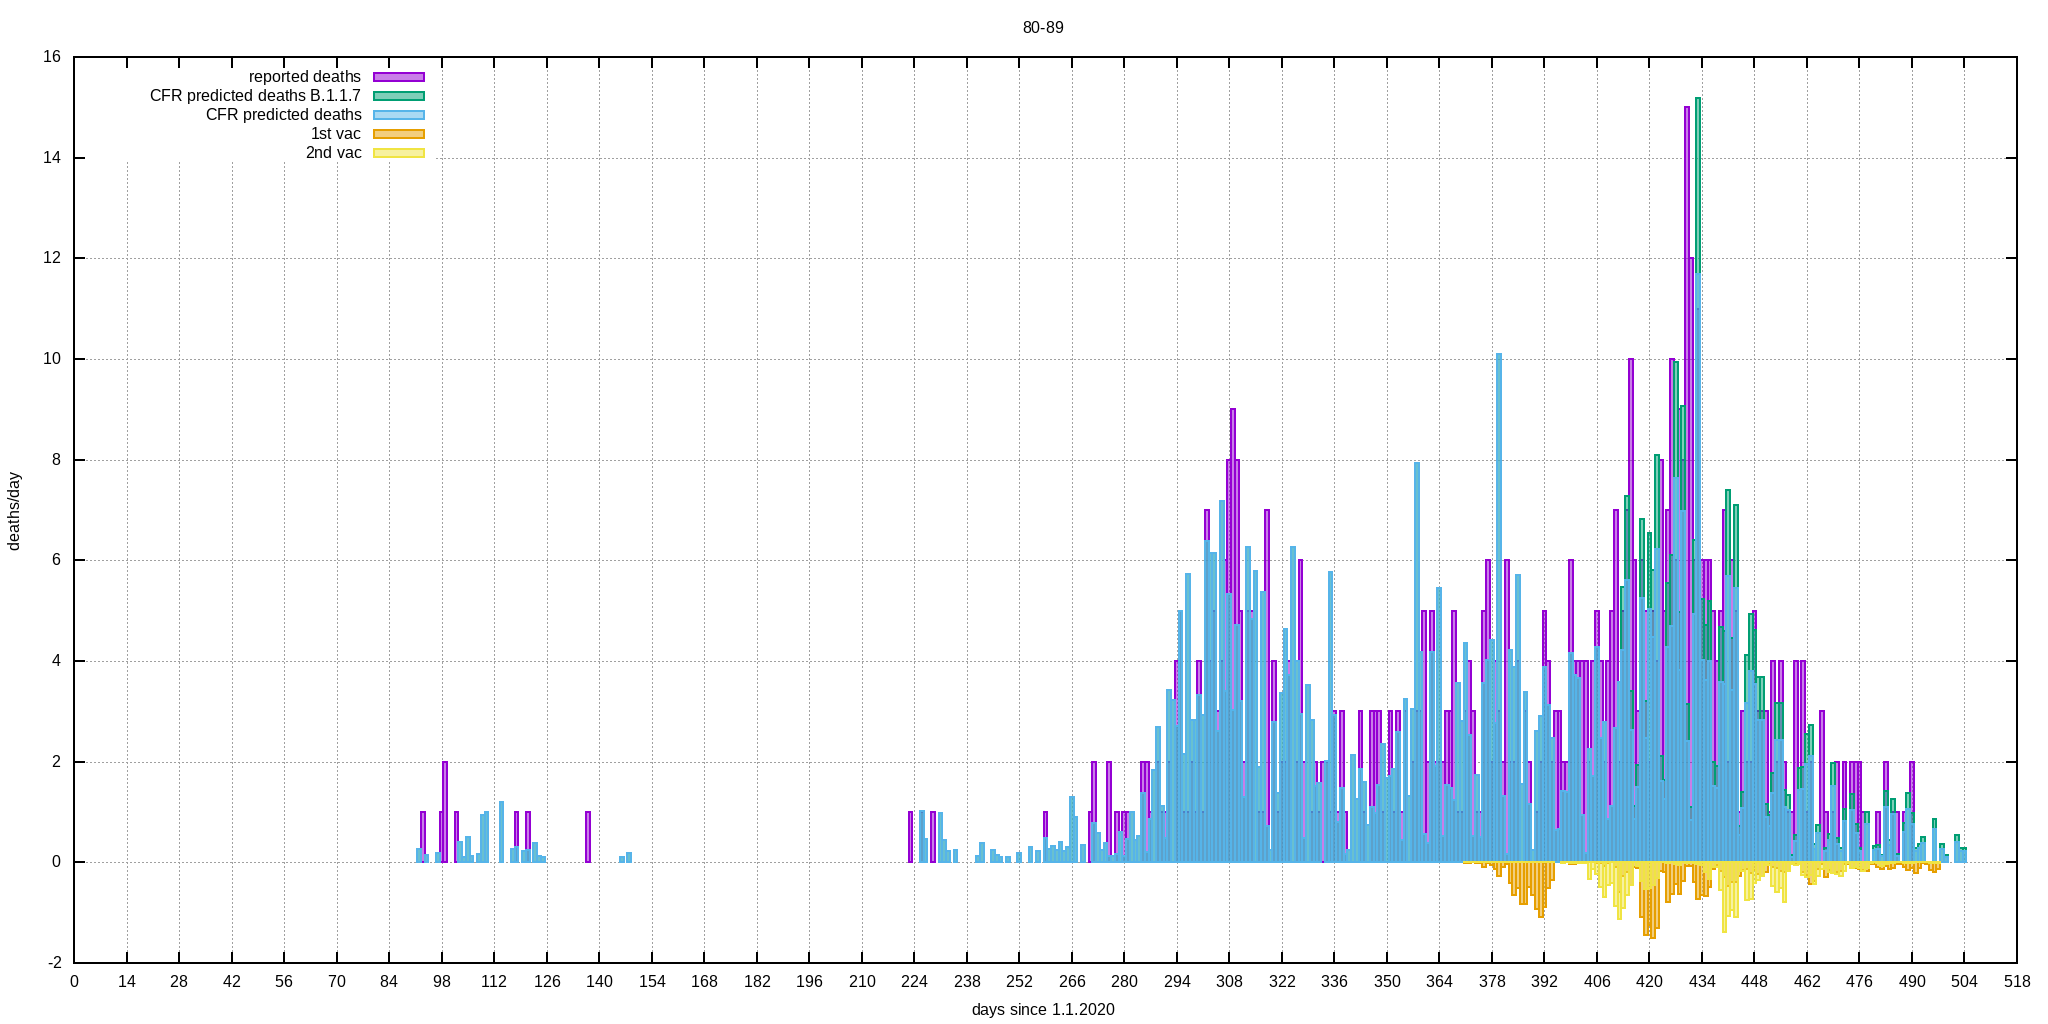 80-89
16
14
12
10
8
6
4
2
0
-2
deaths/day
reported deaths
CFR predicted deaths B.1.1.7
CFR predicted deaths
1st vac
2nd vac
0 14 28 42 56 70 84 98 112 126 140 154 168 182 196 210 224 238 252 266 280 294 308 322 336 350 364 378 392 406 420 434 448 462 476 490 504 518
days since 1.1.2020